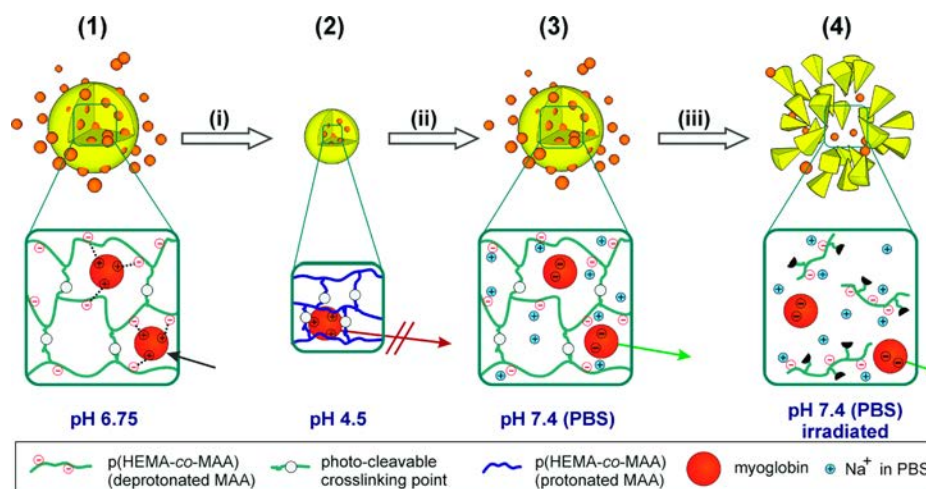 (1)
(2)
(3)
(4)
(i)
(ii)
(iii)
pH 6.75
pH 4.5
pH 7.4 (PBS)
pH 7.4 (PBS)
irradiated
p(HEMA-co-MAA)
(deprotonated MAA)
photo-cleavable
crosslinking point
p(HEMA-co-MAA)
(protonated MAA)
myoglobin
Na+ in PBS